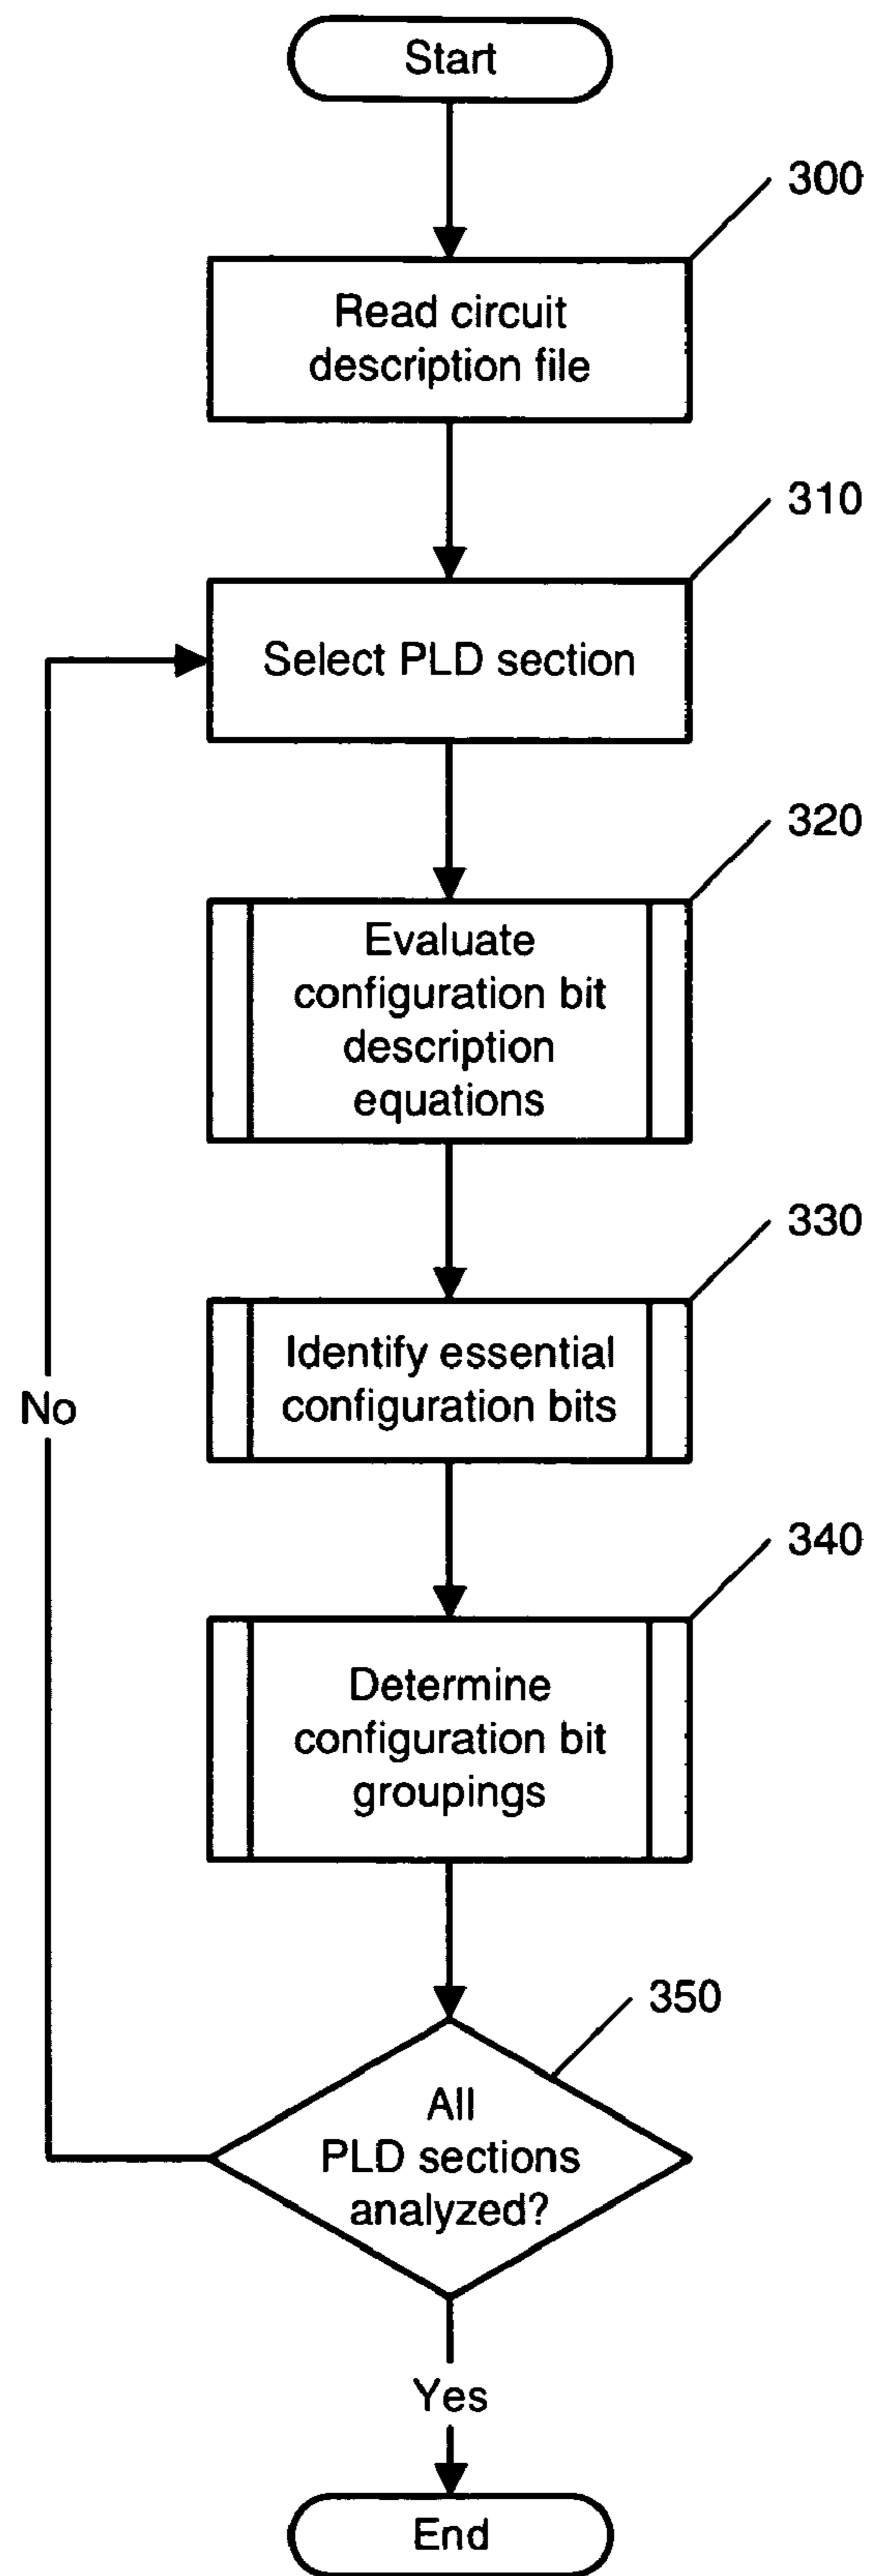 Start
300
Read circuit
description file
310
Select PLD section
320
Evaluate
configuration bit
description
equations
330
Identify essential
configuration bits
No
340
Determine
configuration bit
groupings
350
All
PLD sections
analyzed?
Yes
End